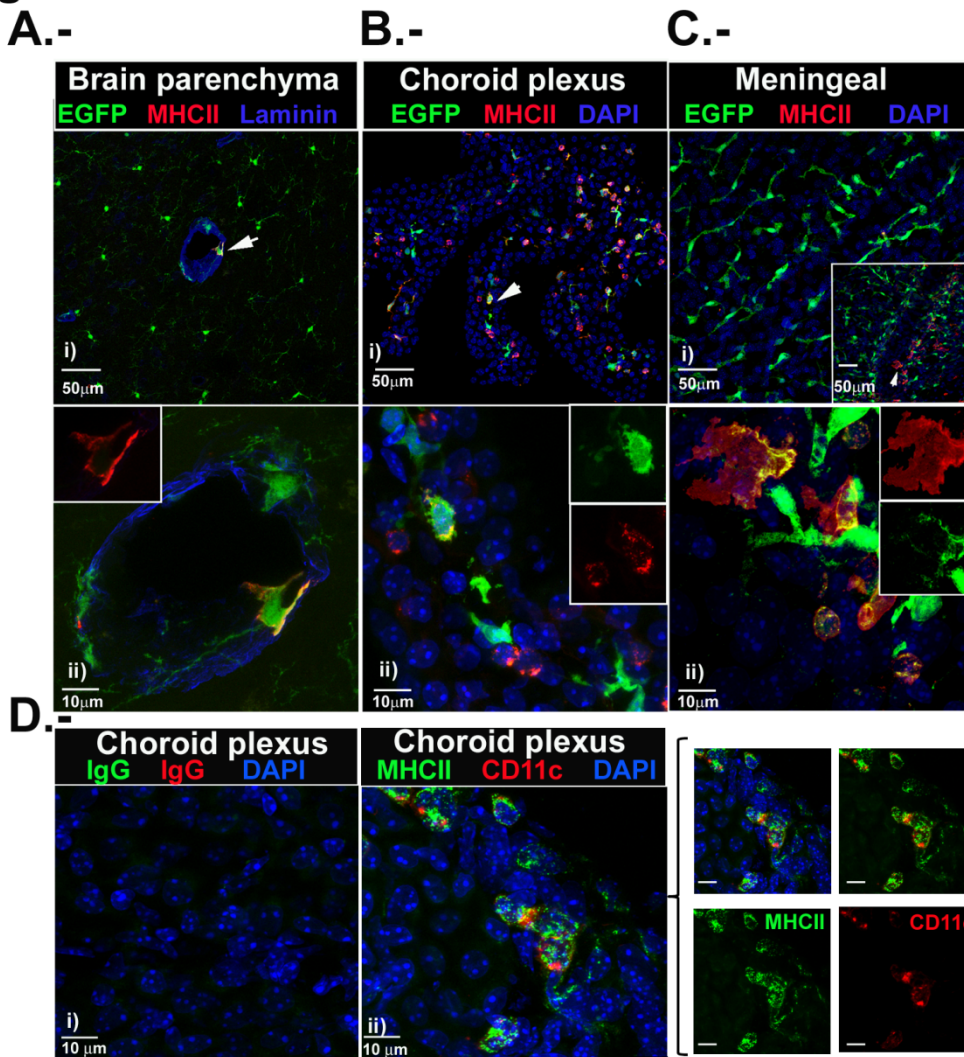 A.-
B.-
C.-
Brain parenchyma
EGFP MHCII Laminin
Choroid plexus
EGFP MHCII DAPI
Meningeal
EGFP MHCII DAPI
i)
50µm
i)
50µm
i)
50µm
50µm
ii)
10µm
ii)
10µm
ii)
10µm
D.-
Choroid plexus
IgG IgG DAPI
Choroid plexus
MHCII CD11c DAPI
i)
10 µm
ii)
10 µm
MHCII
CD11c